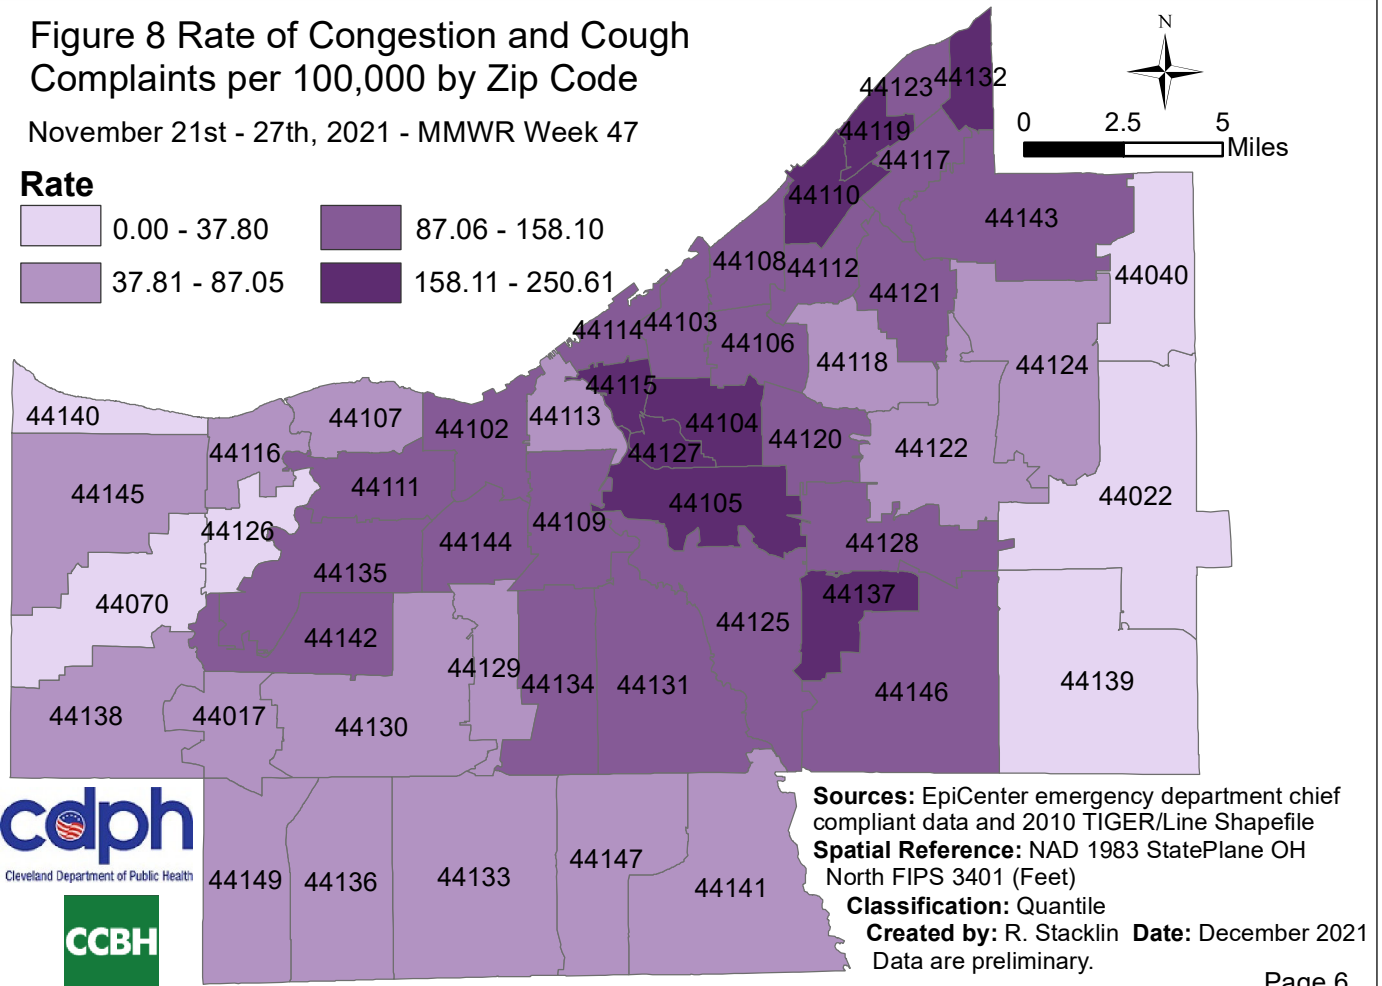 Figure 8 Rate of Congestion and Cough
Complaints per 100,000 by Zip Code
November 21st - 27th, 2021 - MMWR Week 47
Rate
0.00 - 37.80
87.06 - 158.10
37.81 - 87.05
158.11 - 250.61
N
0 2.5 5
Miles
44132
44123
44119
44117
44110
44143
44108
44112
44040
44121
44114
44103
44106
44118
44124
44115
44140
44107
44113
44102
44104
44120
44122
44116
44127
44145
44111
44022
44105
44126
44109
44144
44128
44135
44137
44070
44125
44142
44129
44134
44131
44139
44146
44138
44017
44130
44149
44136
44133
44147
44141
cdph
Cleveland Department of Public Health
CCBH
Sources: EpiCenter emergency department chief
compliant data and 2010 TIGER/Line Shapefile
Spatial Reference: NAD 1983 StatePlane OH
North FIPS 3401 (Feet)
Classification: Quantile
Created by: R. Stacklin Date: December 2021
Data are preliminary.
Page 6